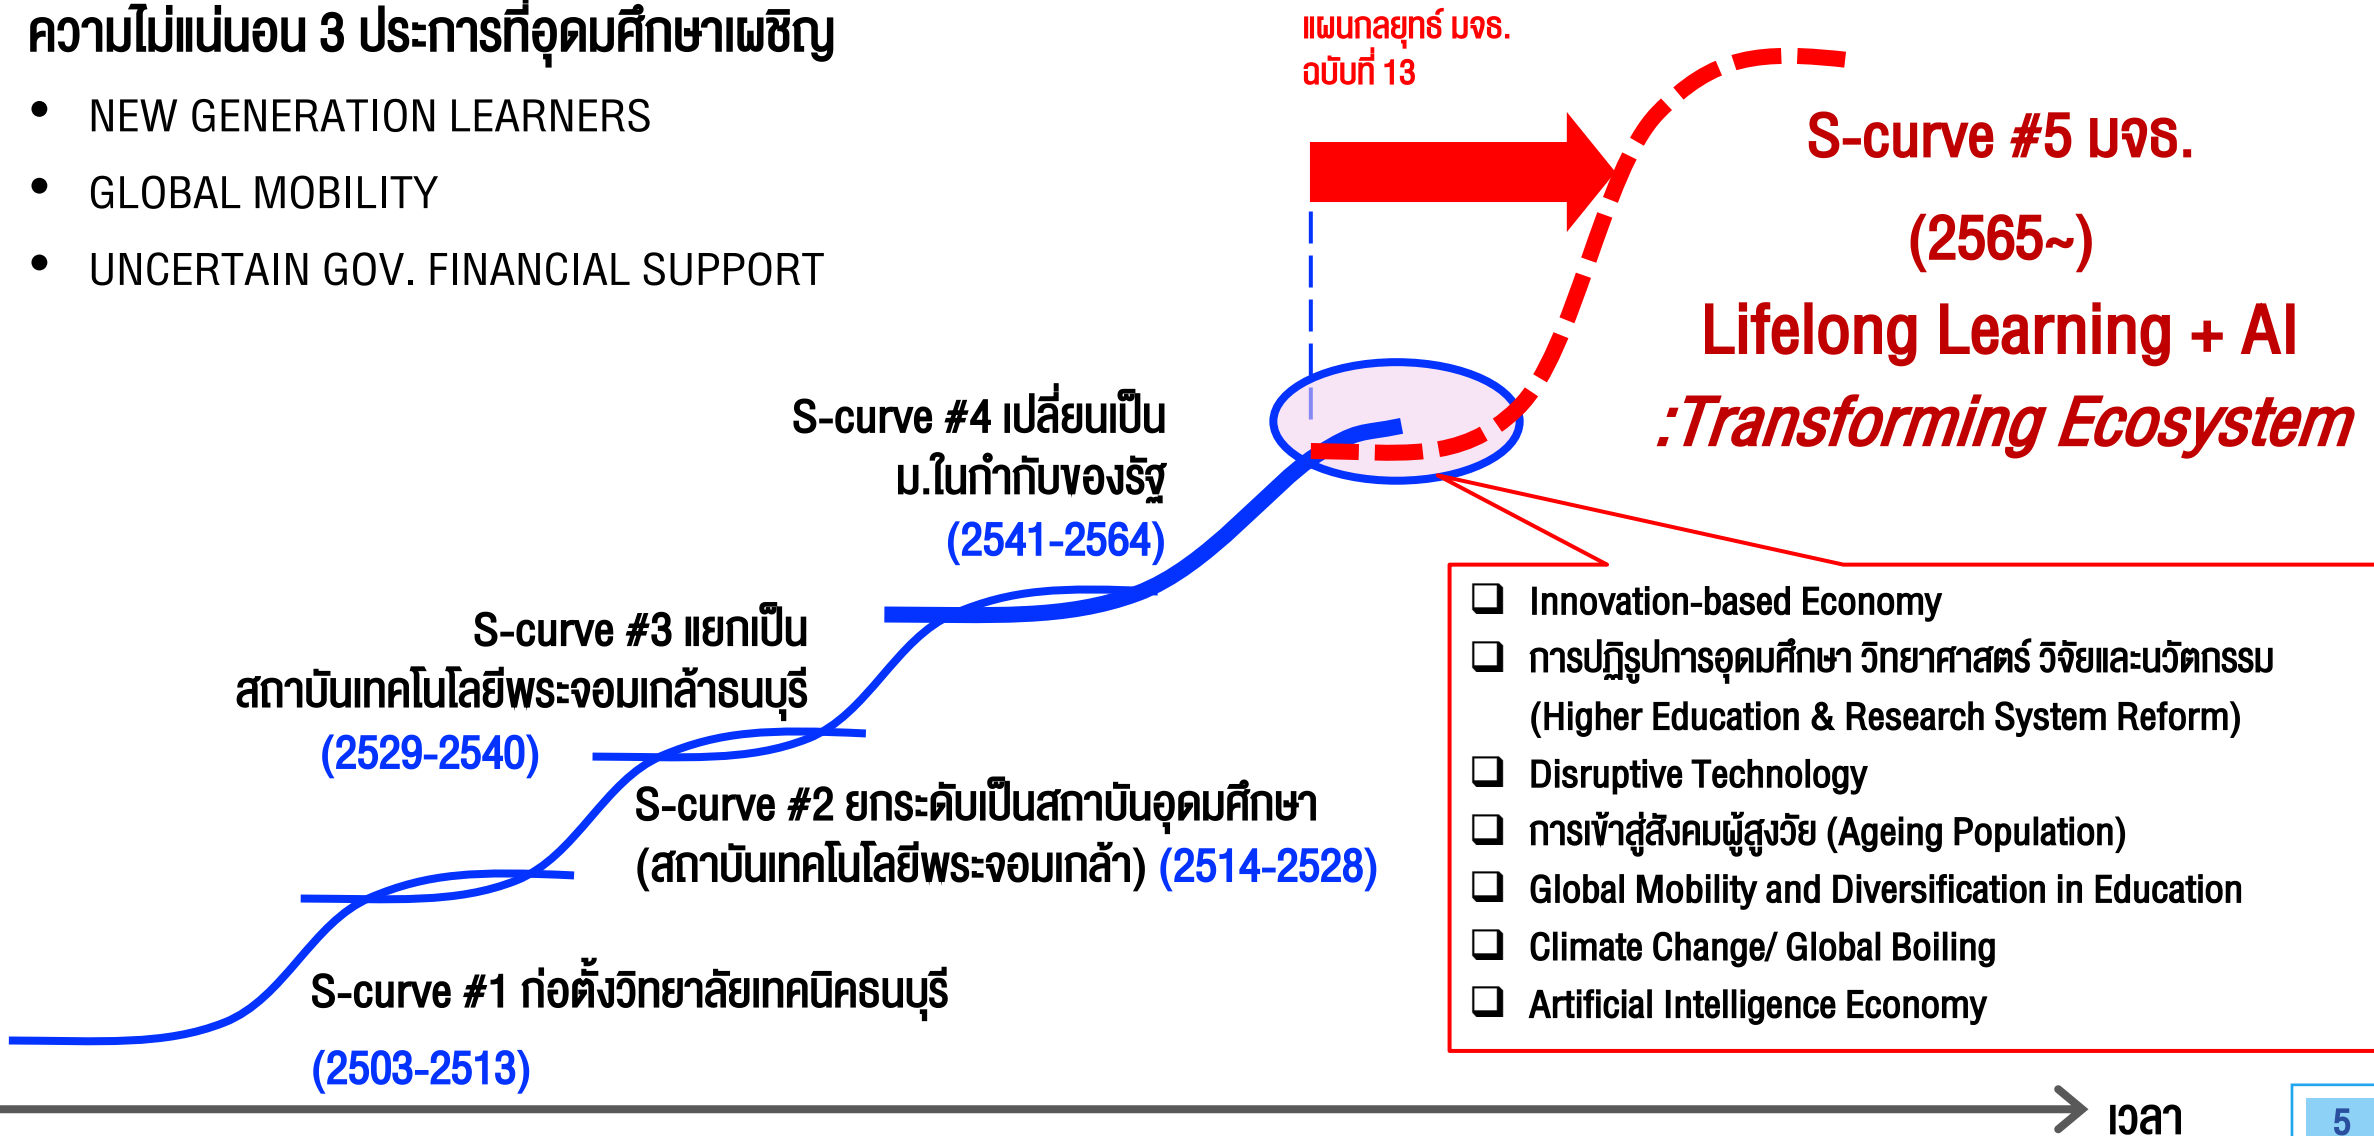 ความไม่แน่นอน 3 ประการที่อุดมศึกษาเผชิญ
• NEW GENERATION LEARNERS
• GLOBAL MOBILITY
• UNCERTAIN GOV. FINANCIAL SUPPORT
แผนกลยุทธ์ มจธ.
ฉบับที่ 13
S-curve #5 มจธ.
(2565~)
Lifelong Learning + AI
:Transforming Ecosystem
S-curve #4 เปลี่ยนเป็น
ม.ในกำกับของรัฐ
(2541-2564)
S-curve #3 แยกเป็น
สถาบันเทคโนโลยีพระจอมเกล้าธนบุรี
(2529-2540)
S-curve #2 ยกระดับเป็นสถาบันอุดมศึกษา
(สถาบันเทคโนโลยีพระจอมเกล้า) (2514-2528)
S-curve #1 ก่อตั้งวิทยาลัยเทคนิคธนบุรี
(2503-2513)
❑ Innovation-based Economy
❑ การปฏิรูปการอุดมศึกษา วิทยาศาสตร์ วิจัยและนวัตกรรม
(Higher Education & Research System Reform)
❑ Disruptive Technology
❑ การเข้าสู่สังคมผู้สูงวัย (Ageing Population)
❑ Global Mobility and Diversification in Education
❑ Climate Change/ Global Boiling
❑ Artificial Intelligence Economy
เวลา
5